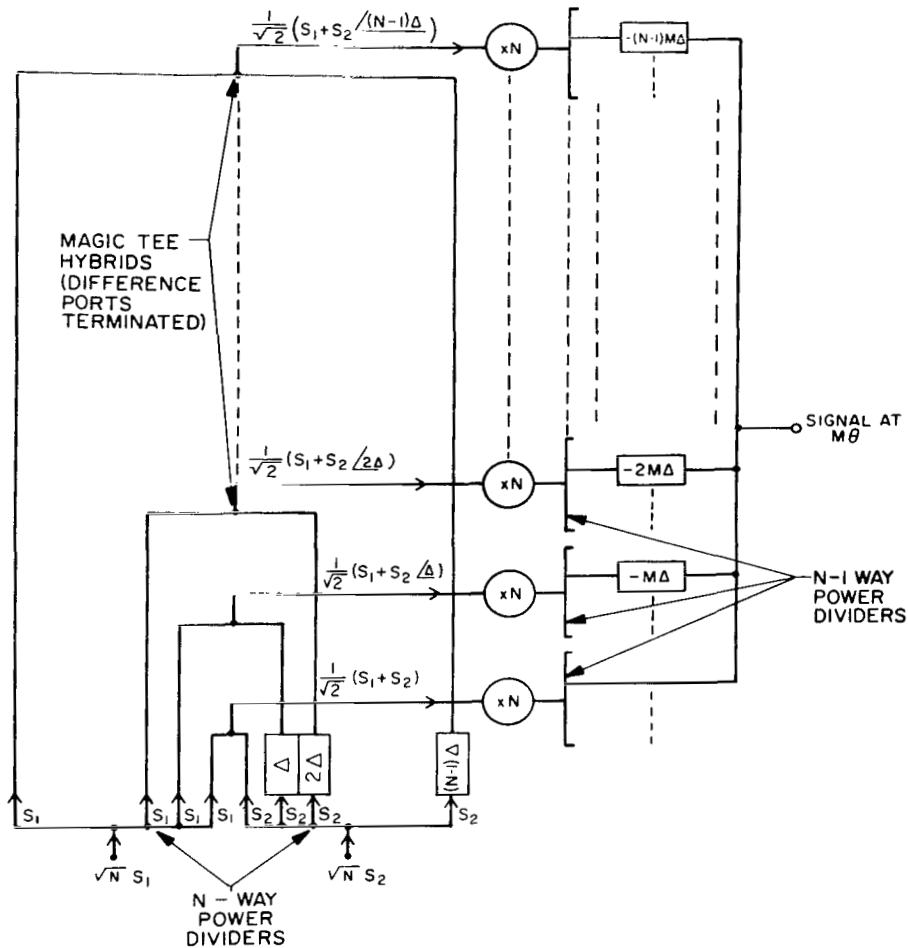 1/√2 (S₁+S₂ /(N-1)Δ)
xN
-(N-1)MΔ
MAGIC TEE
HYBRIDS
(DIFFERENCE
PORTS
TERMINATED)
SIGNAL AT
Mθ
1/√2 (S₁+S₂ /2Δ)
xN
-2MΔ
1/√2 (S₁+S₂ /Δ)
xN
-MΔ
N-1 WAY
POWER
DIVIDERS
1/√2 (S₁+S₂)
xN
Δ
2Δ
(N-1)Δ
S₁ S₁ S₁ S₁ S₂ S₂ S₂ S₂
√N S₁
√N S₂
N - WAY
POWER
DIVIDERS